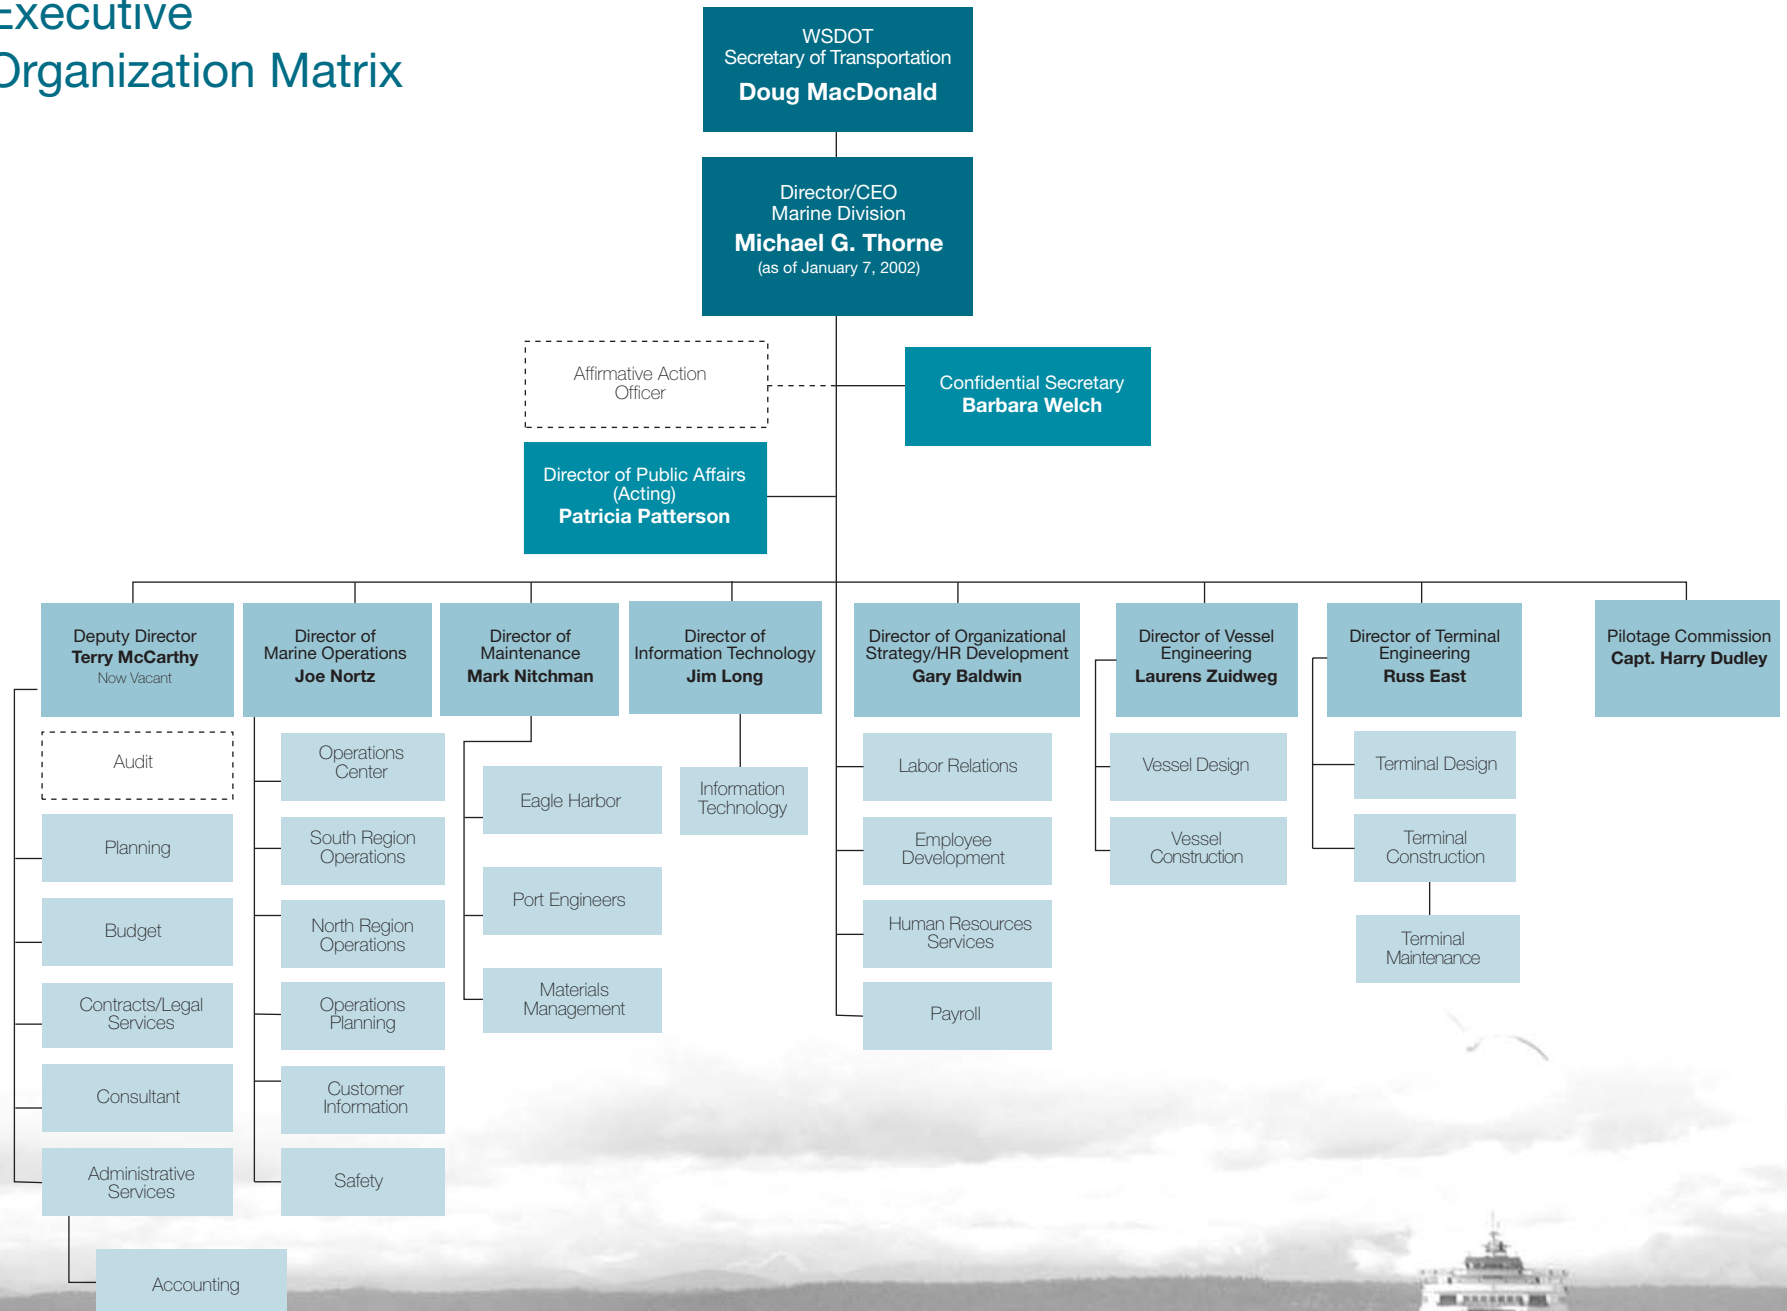 Executive
Organization Matrix
WSDOT
Secretary of Transportation
Doug MacDonald
Director/CEO
Marine Division
Michael G. Thorne
(as of January 7, 2002)
Affirmative Action
Officer
Confidential Secretary
Barbara Welch
Director of Public Affairs
(Acting)
Patricia Patterson
Deputy Director
Terry McCarthy
Now Vacant
Director of
Marine Operations
Joe Nortz
Director of
Maintenance
Mark Nitchman
Director of
Information Technology
Jim Long
Director of Organizational
Strategy/HR Development
Gary Baldwin
Director of Vessel
Engineering
Laurens Zuidweg
Director of Terminal
Engineering
Russ East
Pilotage Commission
Capt. Harry Dudley
Audit
Planning
Budget
Contracts/Legal
Services
Consultant
Administrative
Services
Accounting
Operations
Center
South Region
Operations
North Region
Operations
Operations
Planning
Customer
Information
Safety
Eagle Harbor
Port Engineers
Materials
Management
Information
Technology
Labor Relations
Employee
Development
Human Resources
Services
Payroll
Vessel Design
Vessel
Construction
Terminal Design
Terminal
Construction
Terminal
Maintenance